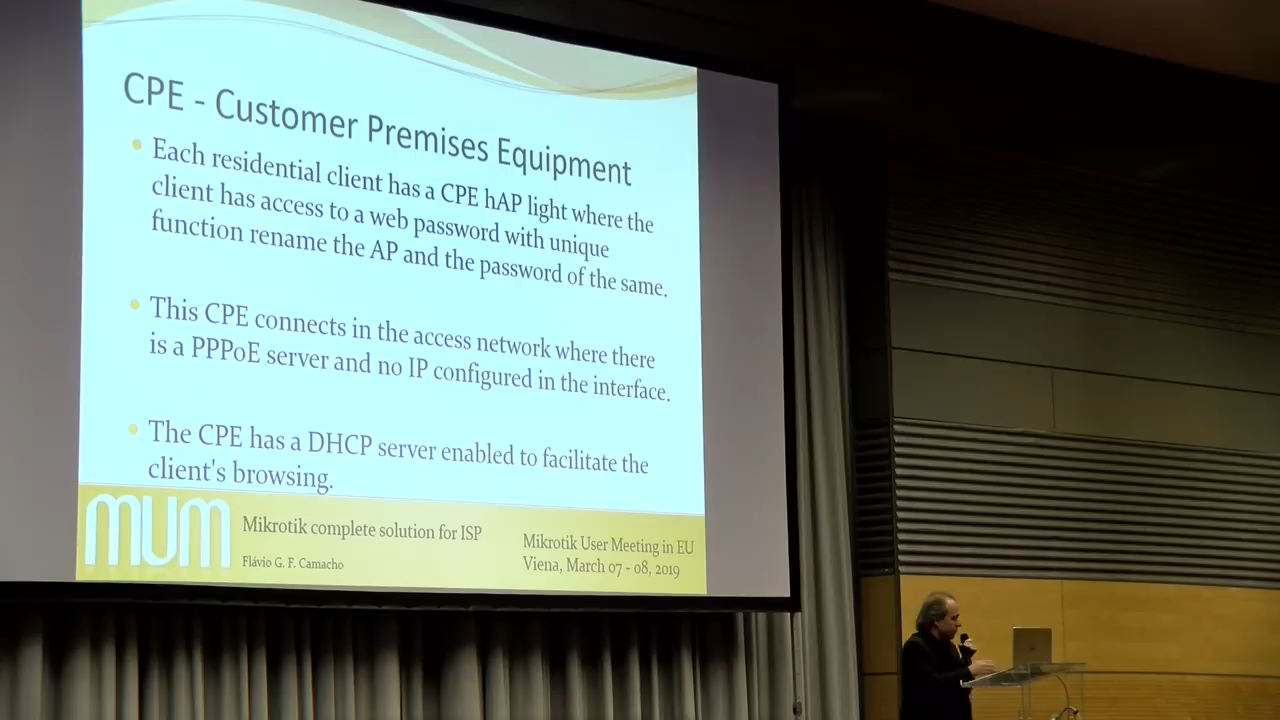 CPE - Customer Premises Equipment
Each residential client has a CPE hAP light where the
client has access to a web password with unique
function rename the AP and the password of the same.
This CPE connects in the access network where there
is a PPPoE server and no IP configured in the interface.
The CPE has a DHCP server enabled to facilitate the
client's browsing.
mum
Mikrotik complete solution for ISP
Flávio G. F. Camacho
Mikrotik User Meeting in EU
Viena, March 07 - 08, 2019